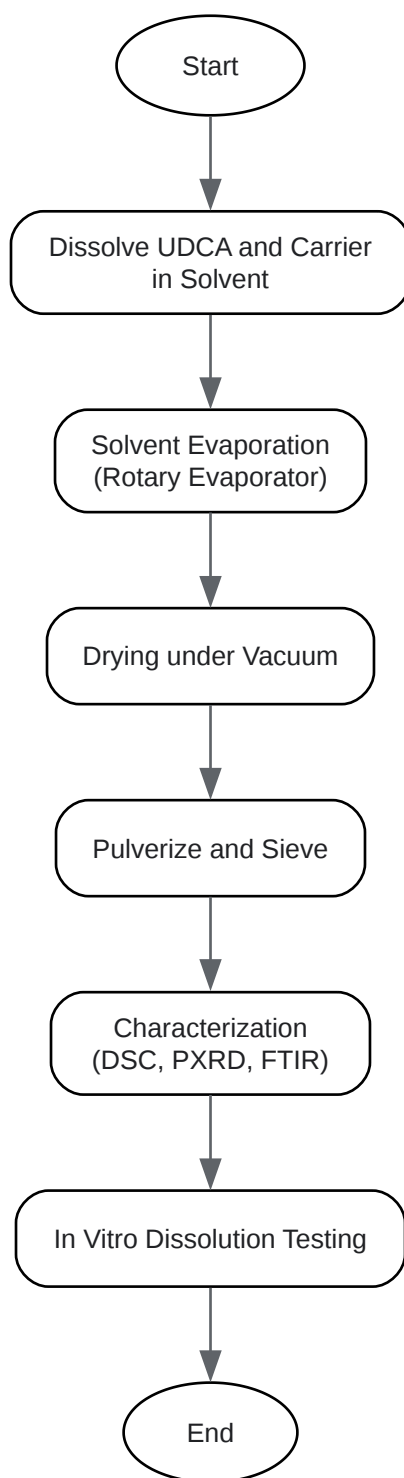 Start
Dissolve UDCA and Carrier
in Solvent
Solvent Evaporation
(Rotary Evaporator)
Drying under Vacuum
Pulverize and Sieve
Characterization
(DSC, PXRD, FTIR)
In Vitro Dissolution Testing
End